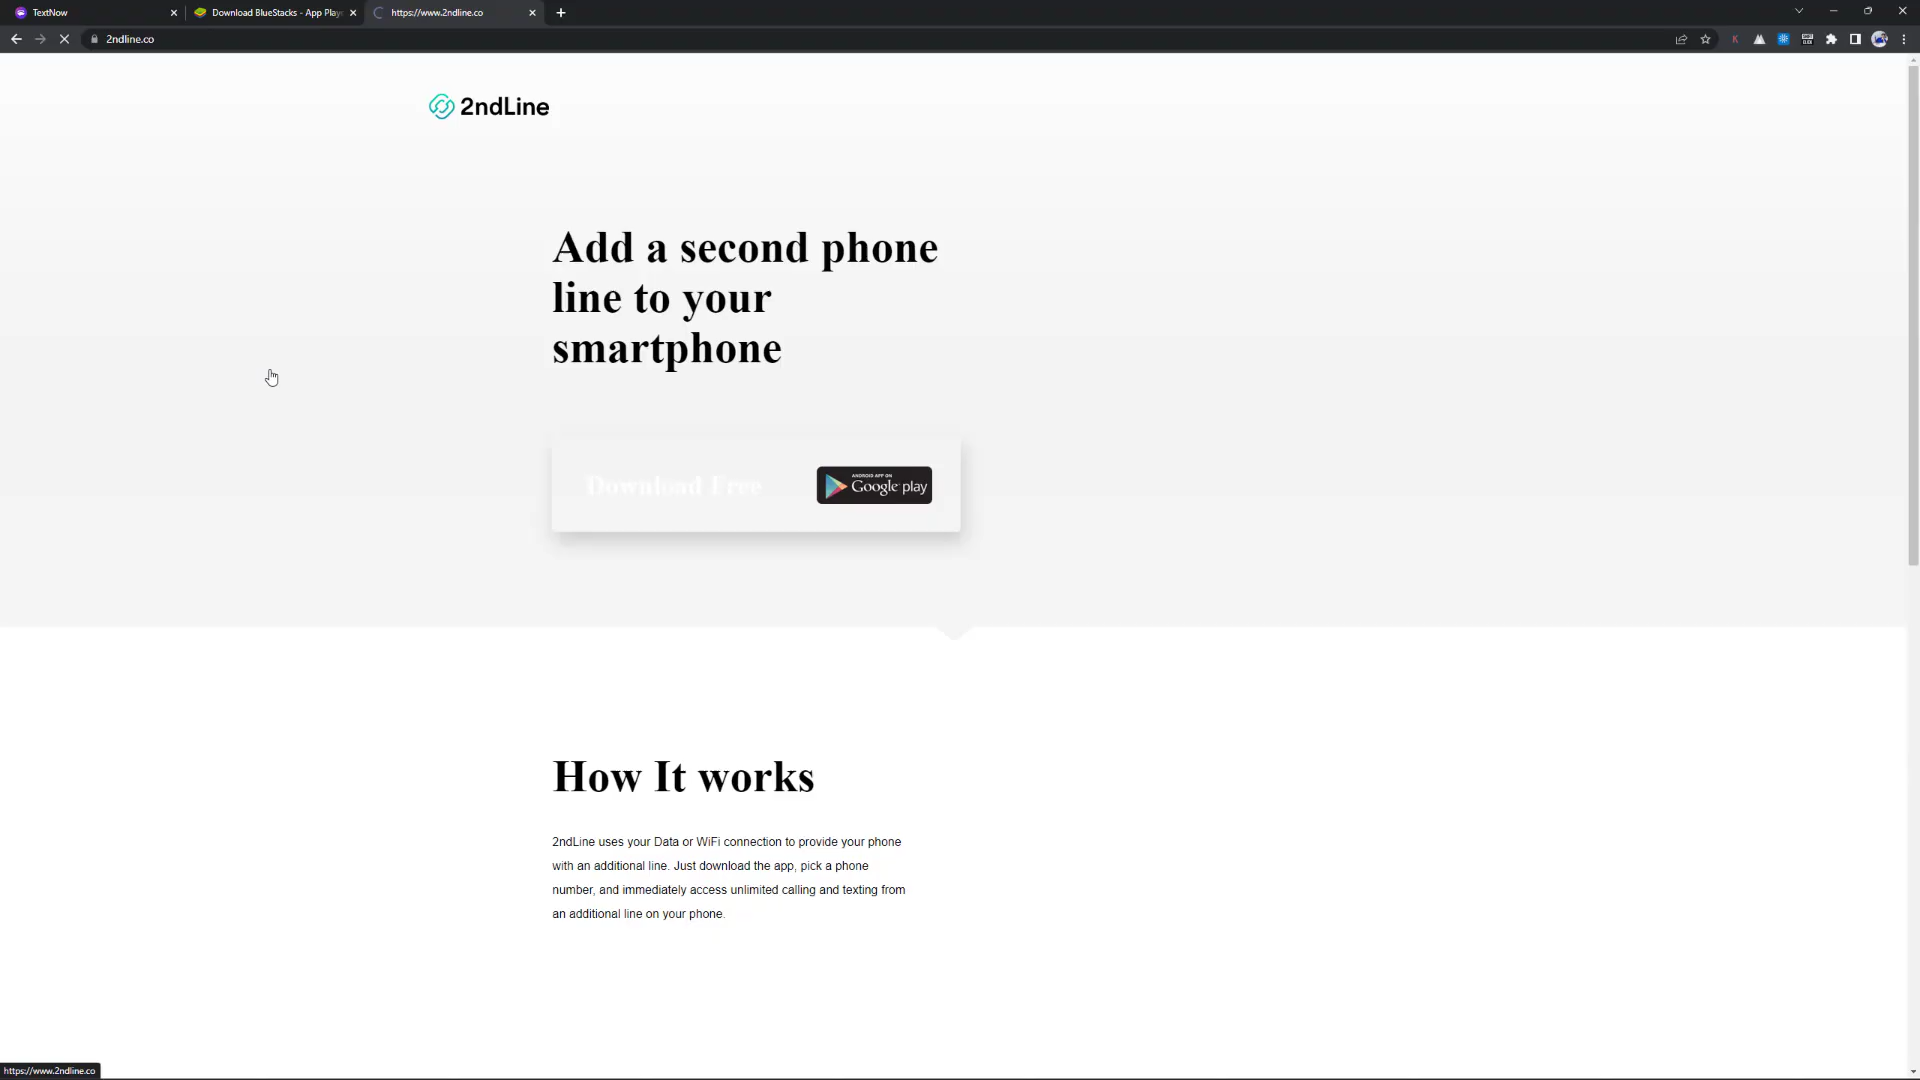 TextNow
Download BlueStacks - App Playe
https://www.2ndline.co
2ndline.co
2ndLine
Add a second phone
line to your
smartphone
Download Free
ANDROID APP ON
Google play
How It works
2ndLine uses your Data or WiFi connection to provide your phone
with an additional line. Just download the app, pick a phone
number, and immediately access unlimited calling and texting from
an additional line on your phone.
https://www.2ndline.co